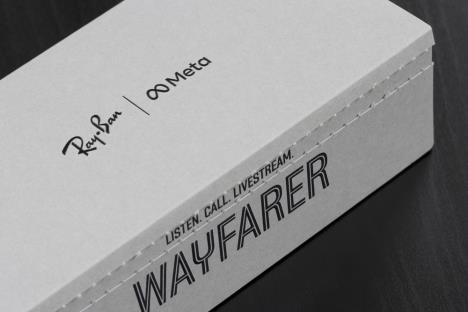 Ray-Ban | ∞ Meta
LISTEN. CALL. LIVESTREAM.
WAYFARER